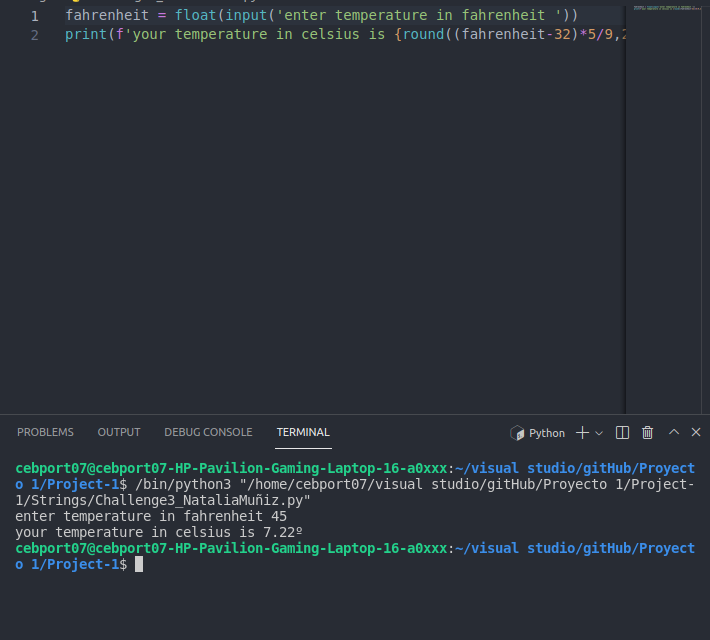 1 fahrenheit = float(input('enter temperature in fahrenheit '))
2 print(f'your temperature in celsius is {round((fahrenheit-32)*5/9,2
PROBLEMS OUTPUT DEBUG CONSOLE TERMINAL Python
cebport07@cebport07-HP-Pavilion-Gaming-Laptop-16-a0xxx:~/visual studio/gitHub/Proyect
o 1/Project-1$ /bin/python3 "/home/cebport07/visual studio/gitHub/Proyecto 1/Project-
1/Strings/Challenge3_NataliaMuñiz.py"
enter temperature in fahrenheit 45
your temperature in celsius is 7.22º
cebport07@cebport07-HP-Pavilion-Gaming-Laptop-16-a0xxx:~/visual studio/gitHub/Proyect
o 1/Project-1$